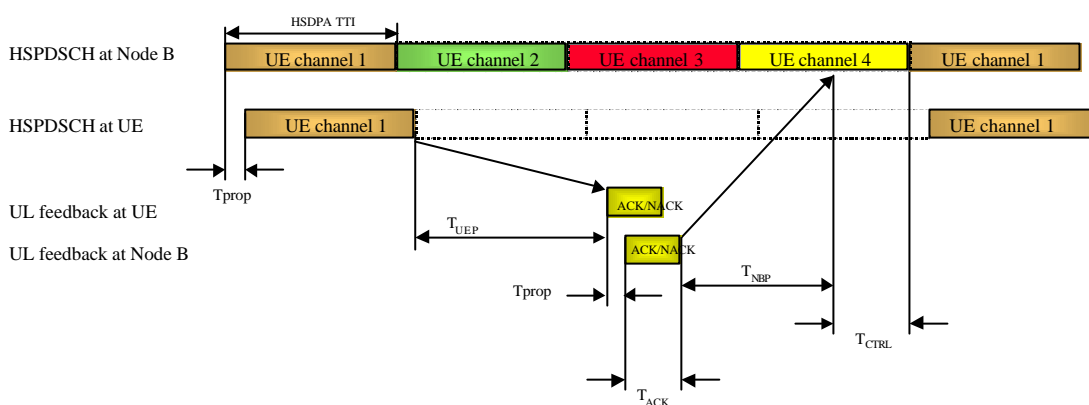 HSDPA TTI
HSPDSCH at Node B
UE channel 1
UE channel 2
UE channel 3
UE channel 4
UE channel 1
HSPDSCH at UE
UE channel 1
UE channel 1
Tprop
UL feedback at UE
ACK/NACK
TUEP
UL feedback at Node B
ACK/NACK
Tprop
TNBP
TCTRL
TACK